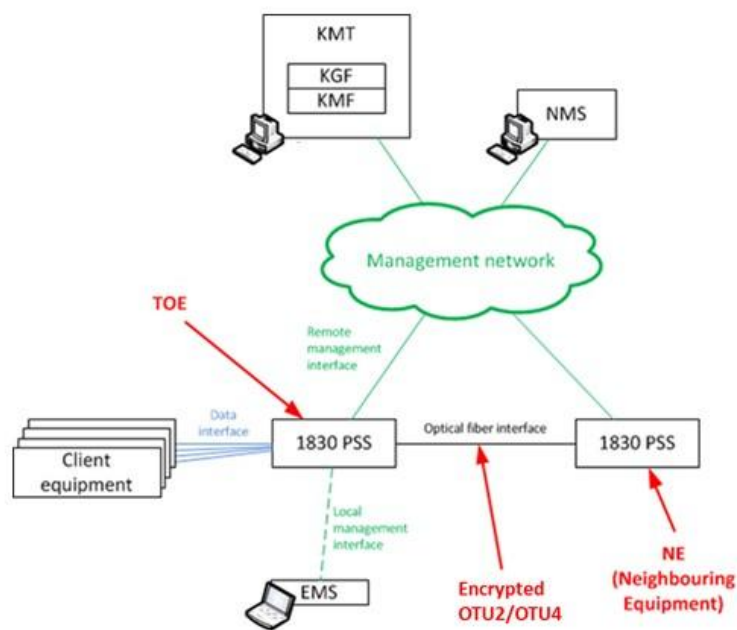 KMT
KGF
KMF
NMS
Management network
TOE
Remote
management
interface
Data
interface
1830 PSS
Optical fiber interface
1830 PSS
Client
equipment
Local
management
interface
EMS
Encrypted
OTU2/OTU4
NE
(Neighbouring
Equipment)